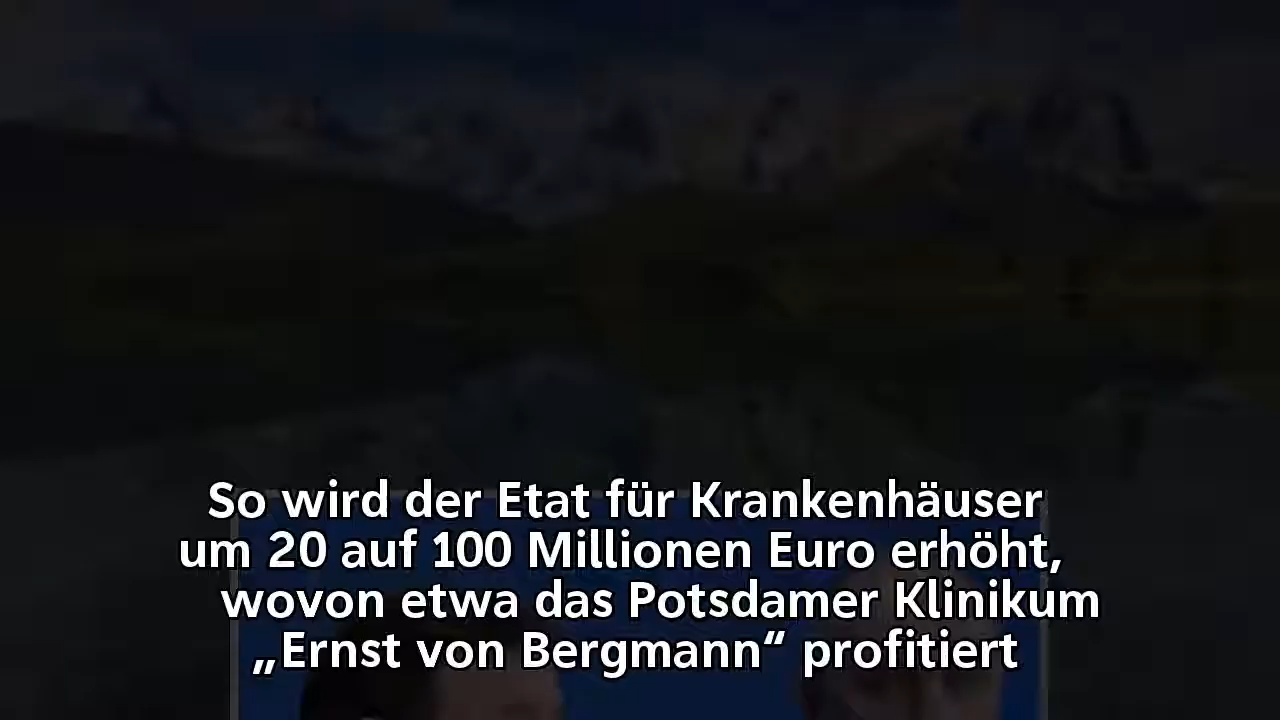 So wird der Etat für Krankenhäuser
um 20 auf 100 Millionen Euro erhöht,
wovon etwa das Potsdamer Klinikum
„Ernst von Bergmann“ profitiert